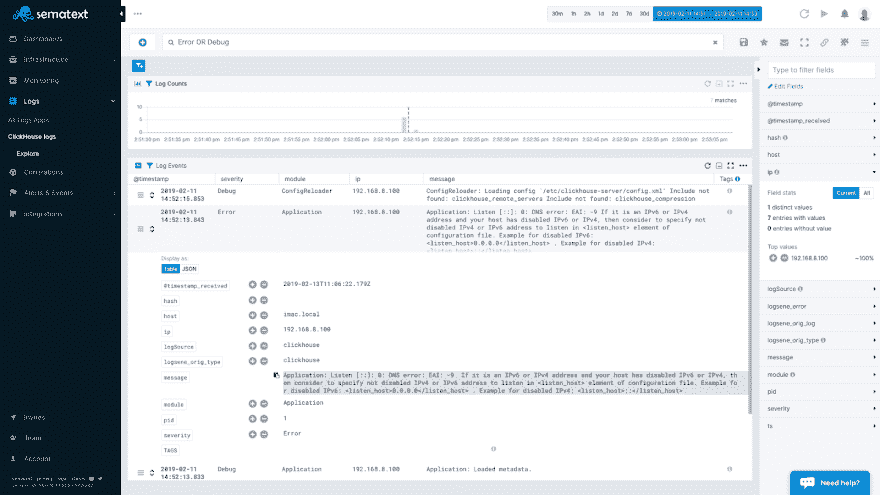 sematext
Dashboards
Infrastructure
Monitoring
Logs
All Logs Apps
ClickHouse logs
Explore
Correlations
Alerts & Events
Integrations
Invites
Team
Account
30m 1h 2h 1d 2d 7d 30d
Error OR Debug
Log Counts
matches
10
5
0
2:51:30 PM 2:51:35 PM 2:51:40 PM 2:51:45 PM 2:51:50 PM 2:51:55 PM 2:52:00 PM 2:52:05 PM 2:52:10 PM 2:52:15 PM 2:52:20 PM 2:52:25 PM 2:52:30 PM 2:52:35 PM 2:52:40 PM 2:52:45 PM 2:52:50 PM 2:52:55 PM 2:53:00 PM 2:53:05 PM
Log Events
@timestamp severity module ip message Tags
2019-02-11 Debug ConfigReloader 192.168.8.100 ConfigReloader: Loading config '/etc/clickhouse-server/config.xml' Include not
14:52:15.853 found: clickhouse_remote_servers Include not found: clickhouse_compression
2019-02-11 Error Application 192.168.8.100 Application: Listen [::]: 0: DNS error: EAI: -9 If it is an IPv6 or IPv4
14:52:13.843 address and your host has disabled IPv6 or IPv4, then consider to specify not
disabled IPv4 or IPv6 address to listen in <listen_host> element of
configuration file. Example for disabled IPv6:
<listen_host>0.0.0.0</listen_host> . Example for disabled IPv4:
<listen_host>::</listen_host>
Display as
Table JSON
@timestamp_received 2019-02-13T11:06:22.179Z
hash
host imac.local
ip 192.168.8.100
logSource clickhouse
logsene_orig_type clickhouse
message Application: Listen [::]: 0: DNS error: EAI: -9 If it is an IPv6 or IPv4 address and your host has disabled IPv6 or IPv4, th
en consider to specify not disabled IPv4 or IPv6 address to listen in <listen_host> element of configuration file. Example fo
r disabled IPv6: <listen_host>0.0.0.0</listen_host> . Example for disabled IPv4: <listen_host>::</listen_host>
module Application
pid 1
severity Error
TAGS
2019-02-11 Debug Application 192.168.8.100 Application: Loaded metadata.
14:52:13.833
Type to filter fields
Edit Fields
@timestamp
@timestamp_received
hash
host
ip
Field stats Current All
1 distinct values
7 entries with values
0 entries without value
Top values
192.168.8.100 ~100%
logSource
logsene_error
logsene_orig_log
logsene_orig_type
message
module
pid
severity
ts
Need help?